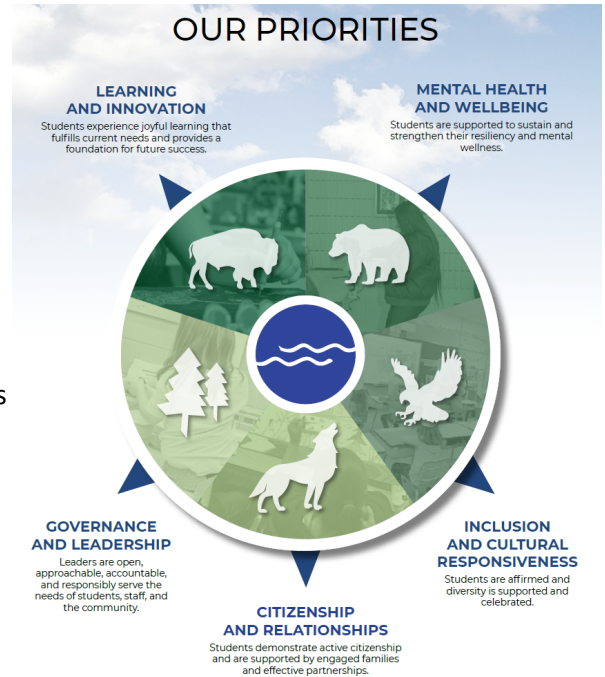 OUR PRIORITIES
LEARNING
AND INNOVATION
Students experience joyful learning that
fulfills current needs and provides a
foundation for future success.
MENTAL HEALTH
AND WELLBEING
Students are supported to sustain and
strengthen their resiliency and mental
wellness.
s
GOVERNANCE
AND LEADERSHIP
Leaders are open,
approachable, accountable,
and responsibly serve the
needs of students, staff, and
the community.
CITIZENSHIP
AND RELATIONSHIPS
Students demonstrate active citizenship
and are supported by engaged families
and effective partnerships.
INCLUSION
AND CULTURAL
RESPONSIVENESS
Students are affirmed and
diversity is supported and
celebrated.